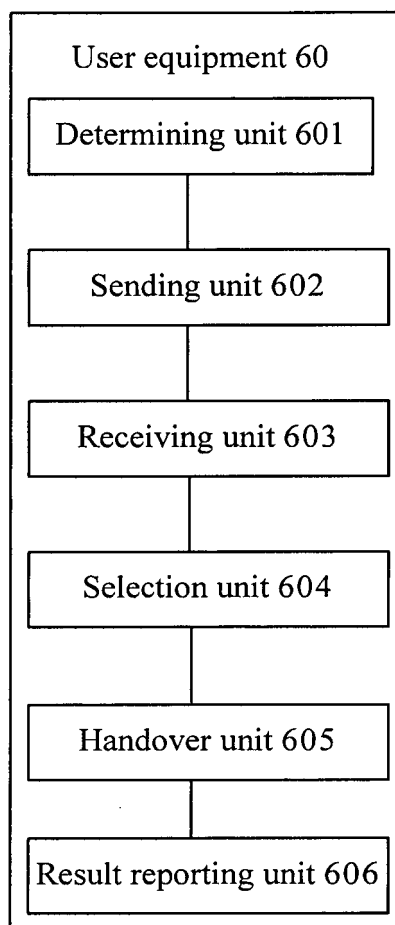 User equipment 60
Determining unit 601
Sending unit 602
Receiving unit 603
Selection unit 604
Handover unit 605
Result reporting unit 606